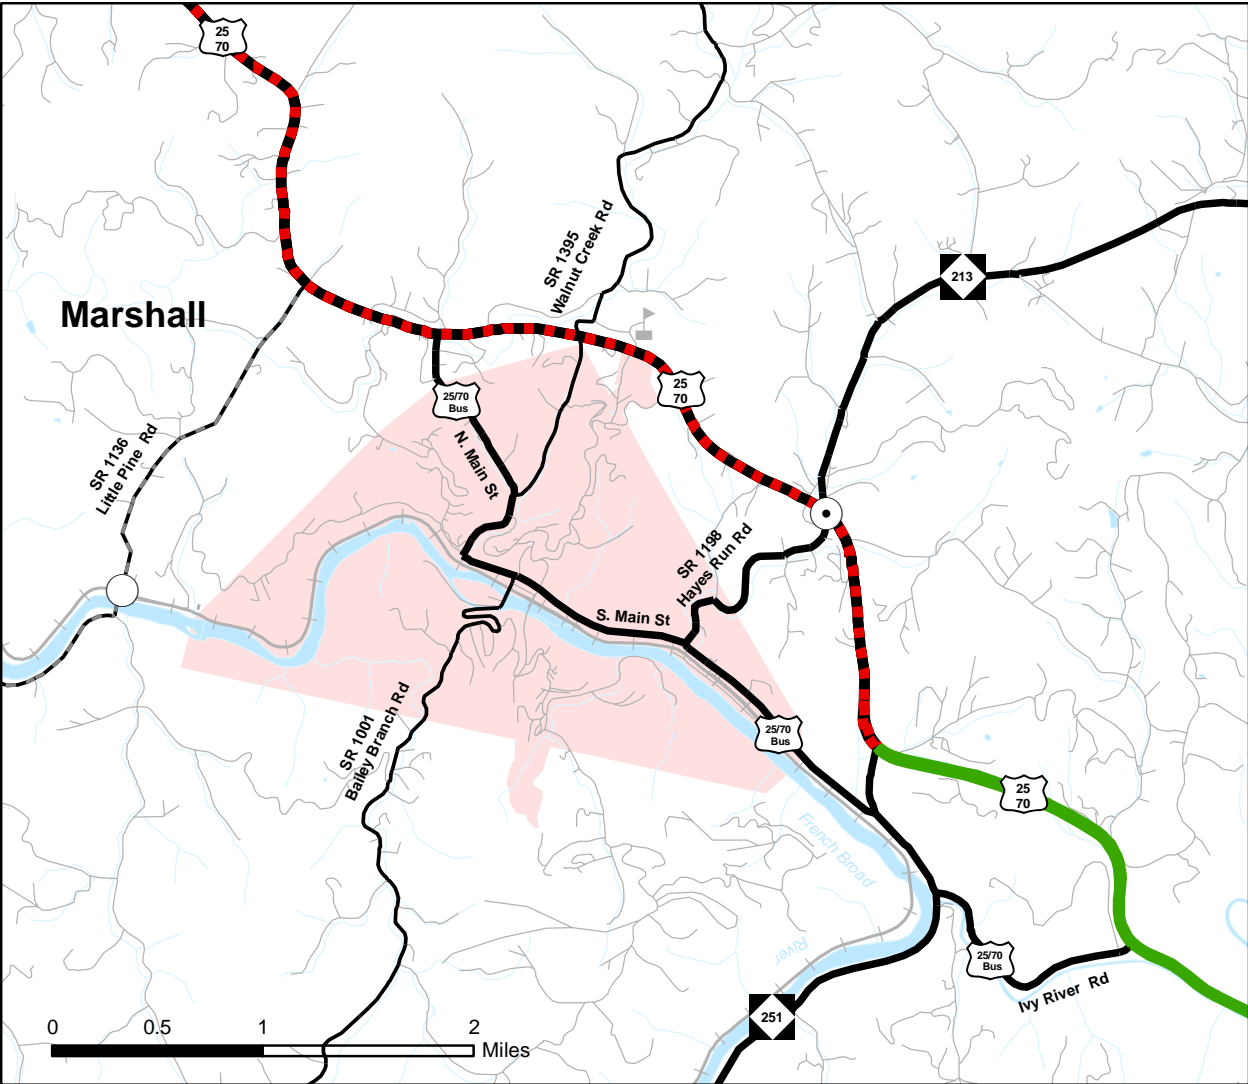 25
70
SR 1395
Walnut Creek Rd
213
Marshall
25
70
25/70
Bus
N. Main St
SR 1136
Little Pine  Rd
SR 1198
Hayes Run Rd
S. Main St
SR 1001
Bailey Branch Rd
25/70
Bus
25
70
French Broad
River
25/70
Bus
Ivy River  Rd
251
0 0.5 1 2
Miles